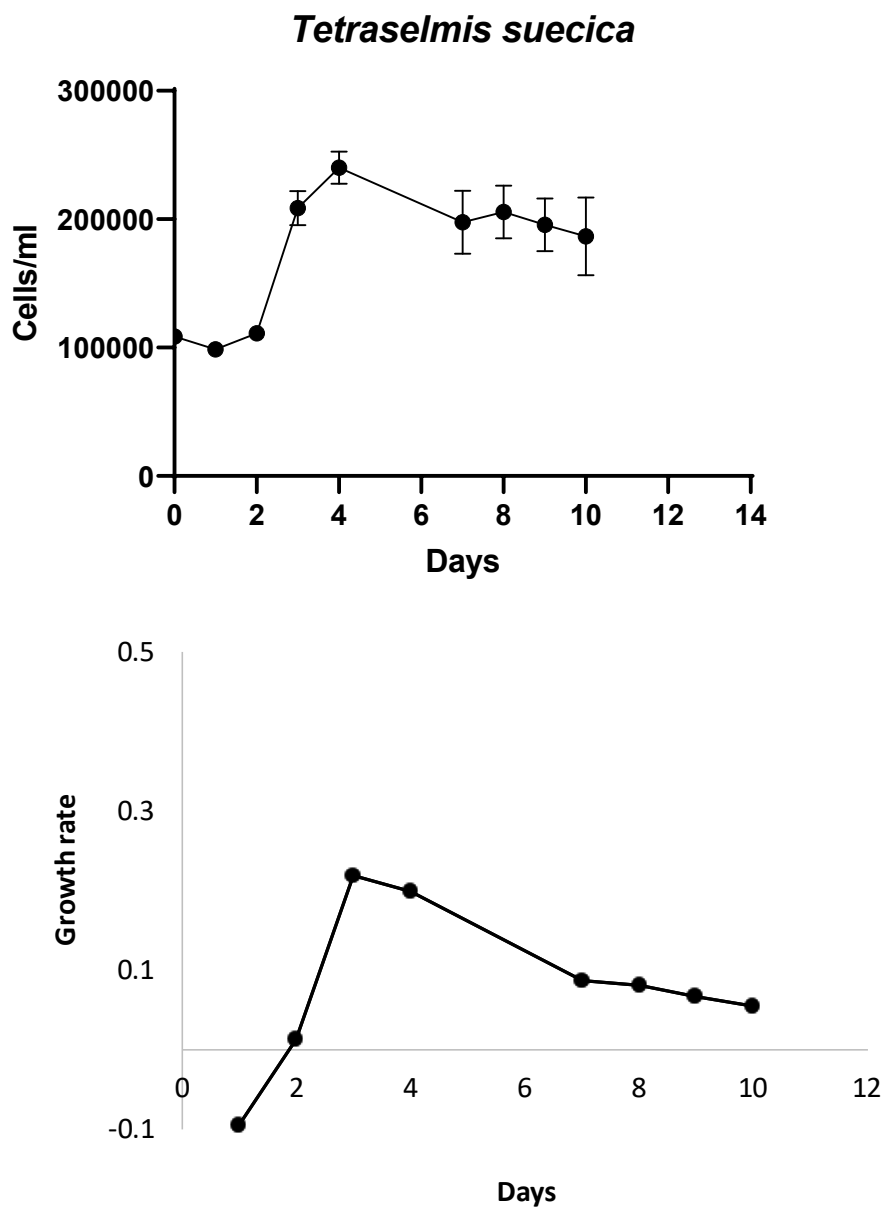 Tetraselmis suecica
300000
200000
100000
0
Cells/ml
0 2 4 6 8 10 12 14
Days
0.5
0.3
0.1
-0.1
Growth rate
0 2 4 6 8 10 12
Days